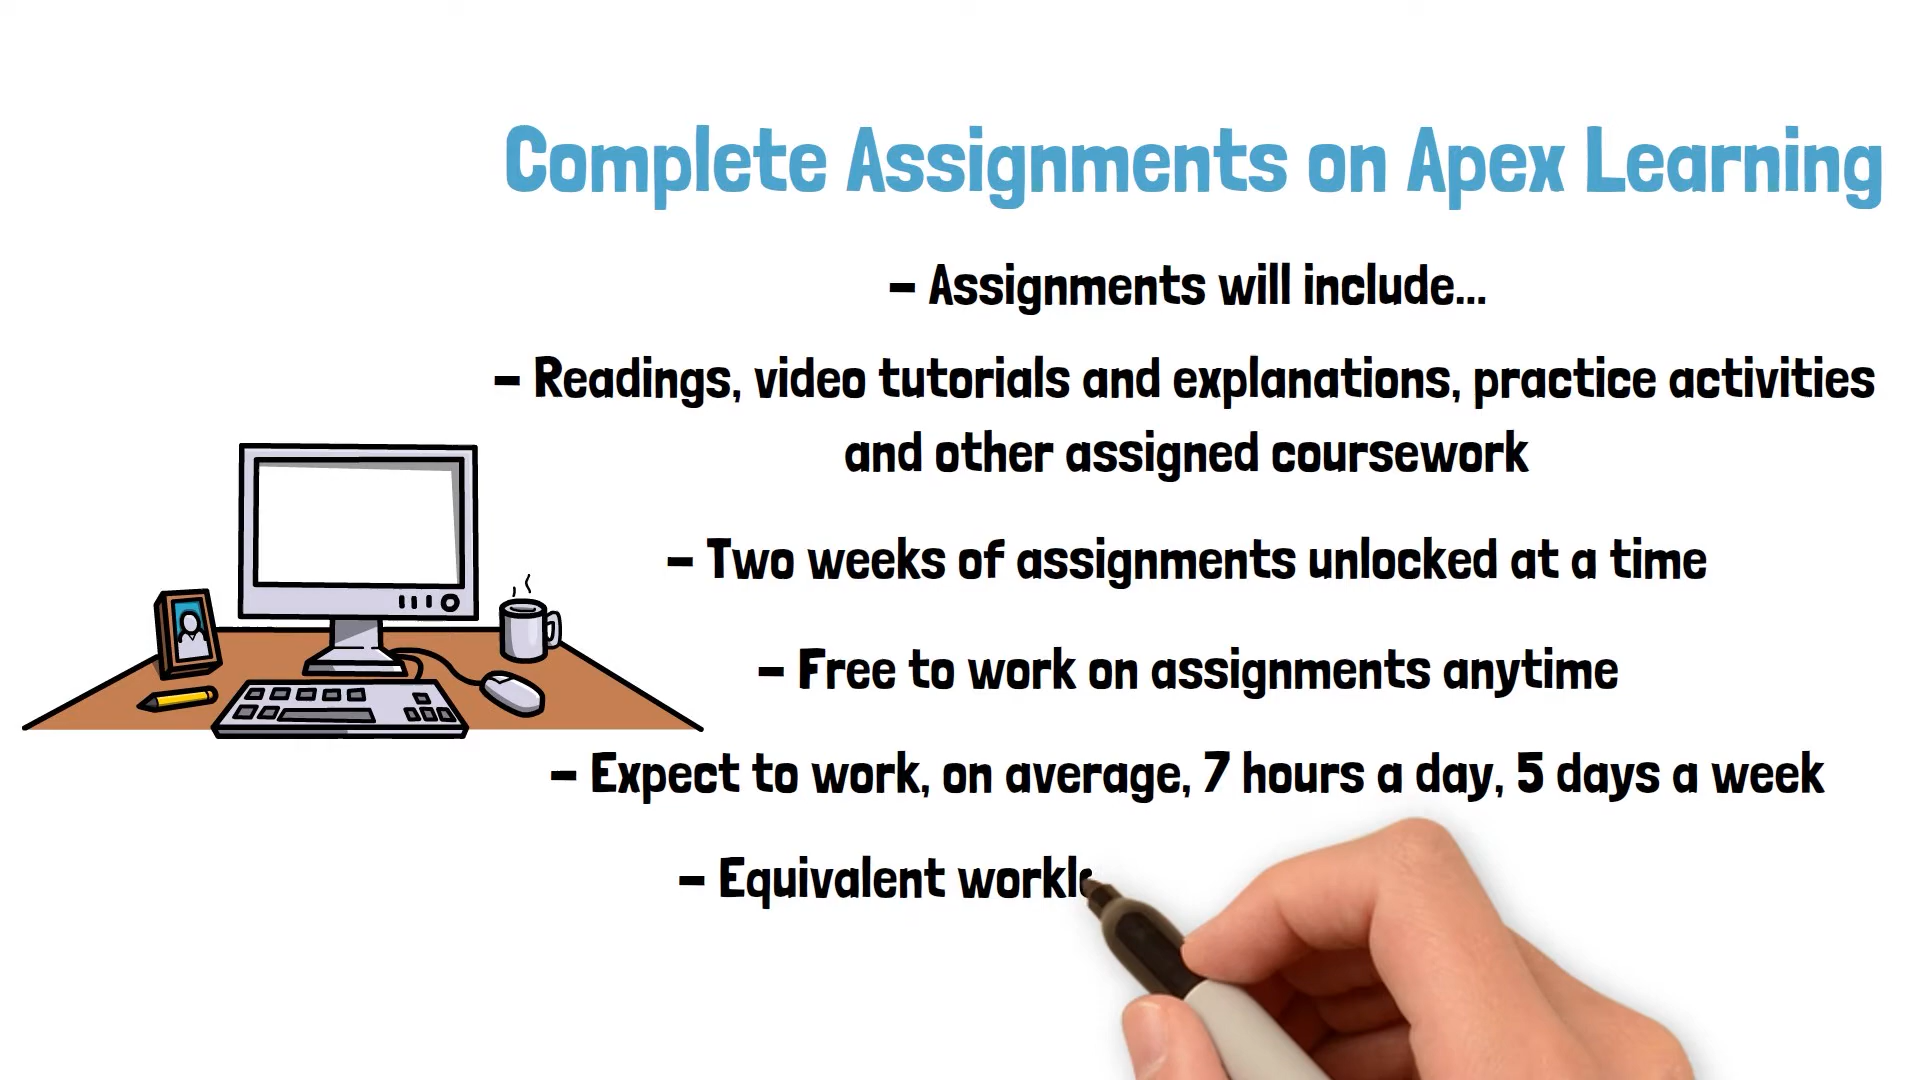 Complete Assignments on Apex Learning
- Assignments will include...
- Readings, video tutorials and explanations, practice activities
and other assigned coursework
- Two weeks of assignments unlocked at a time
- Free to work on assignments anytime
- Expect to work, on average, 7 hours a day, 5 days a week
- Equivalent